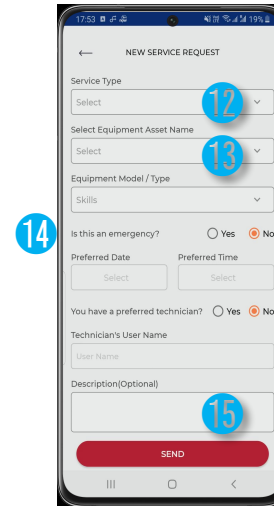 17:53 19%
NEW SERVICE REQUEST
Service Type
Select 12
Select Equipment Asset Name
Select 13
Equipment Model / Type
Skills
14 Is this an emergency? Yes No
Preferred Date Preferred Time
Select Select
You have a preferred technician? Yes No
Technician's User Name
User Name
Description(Optional)
15
SEND